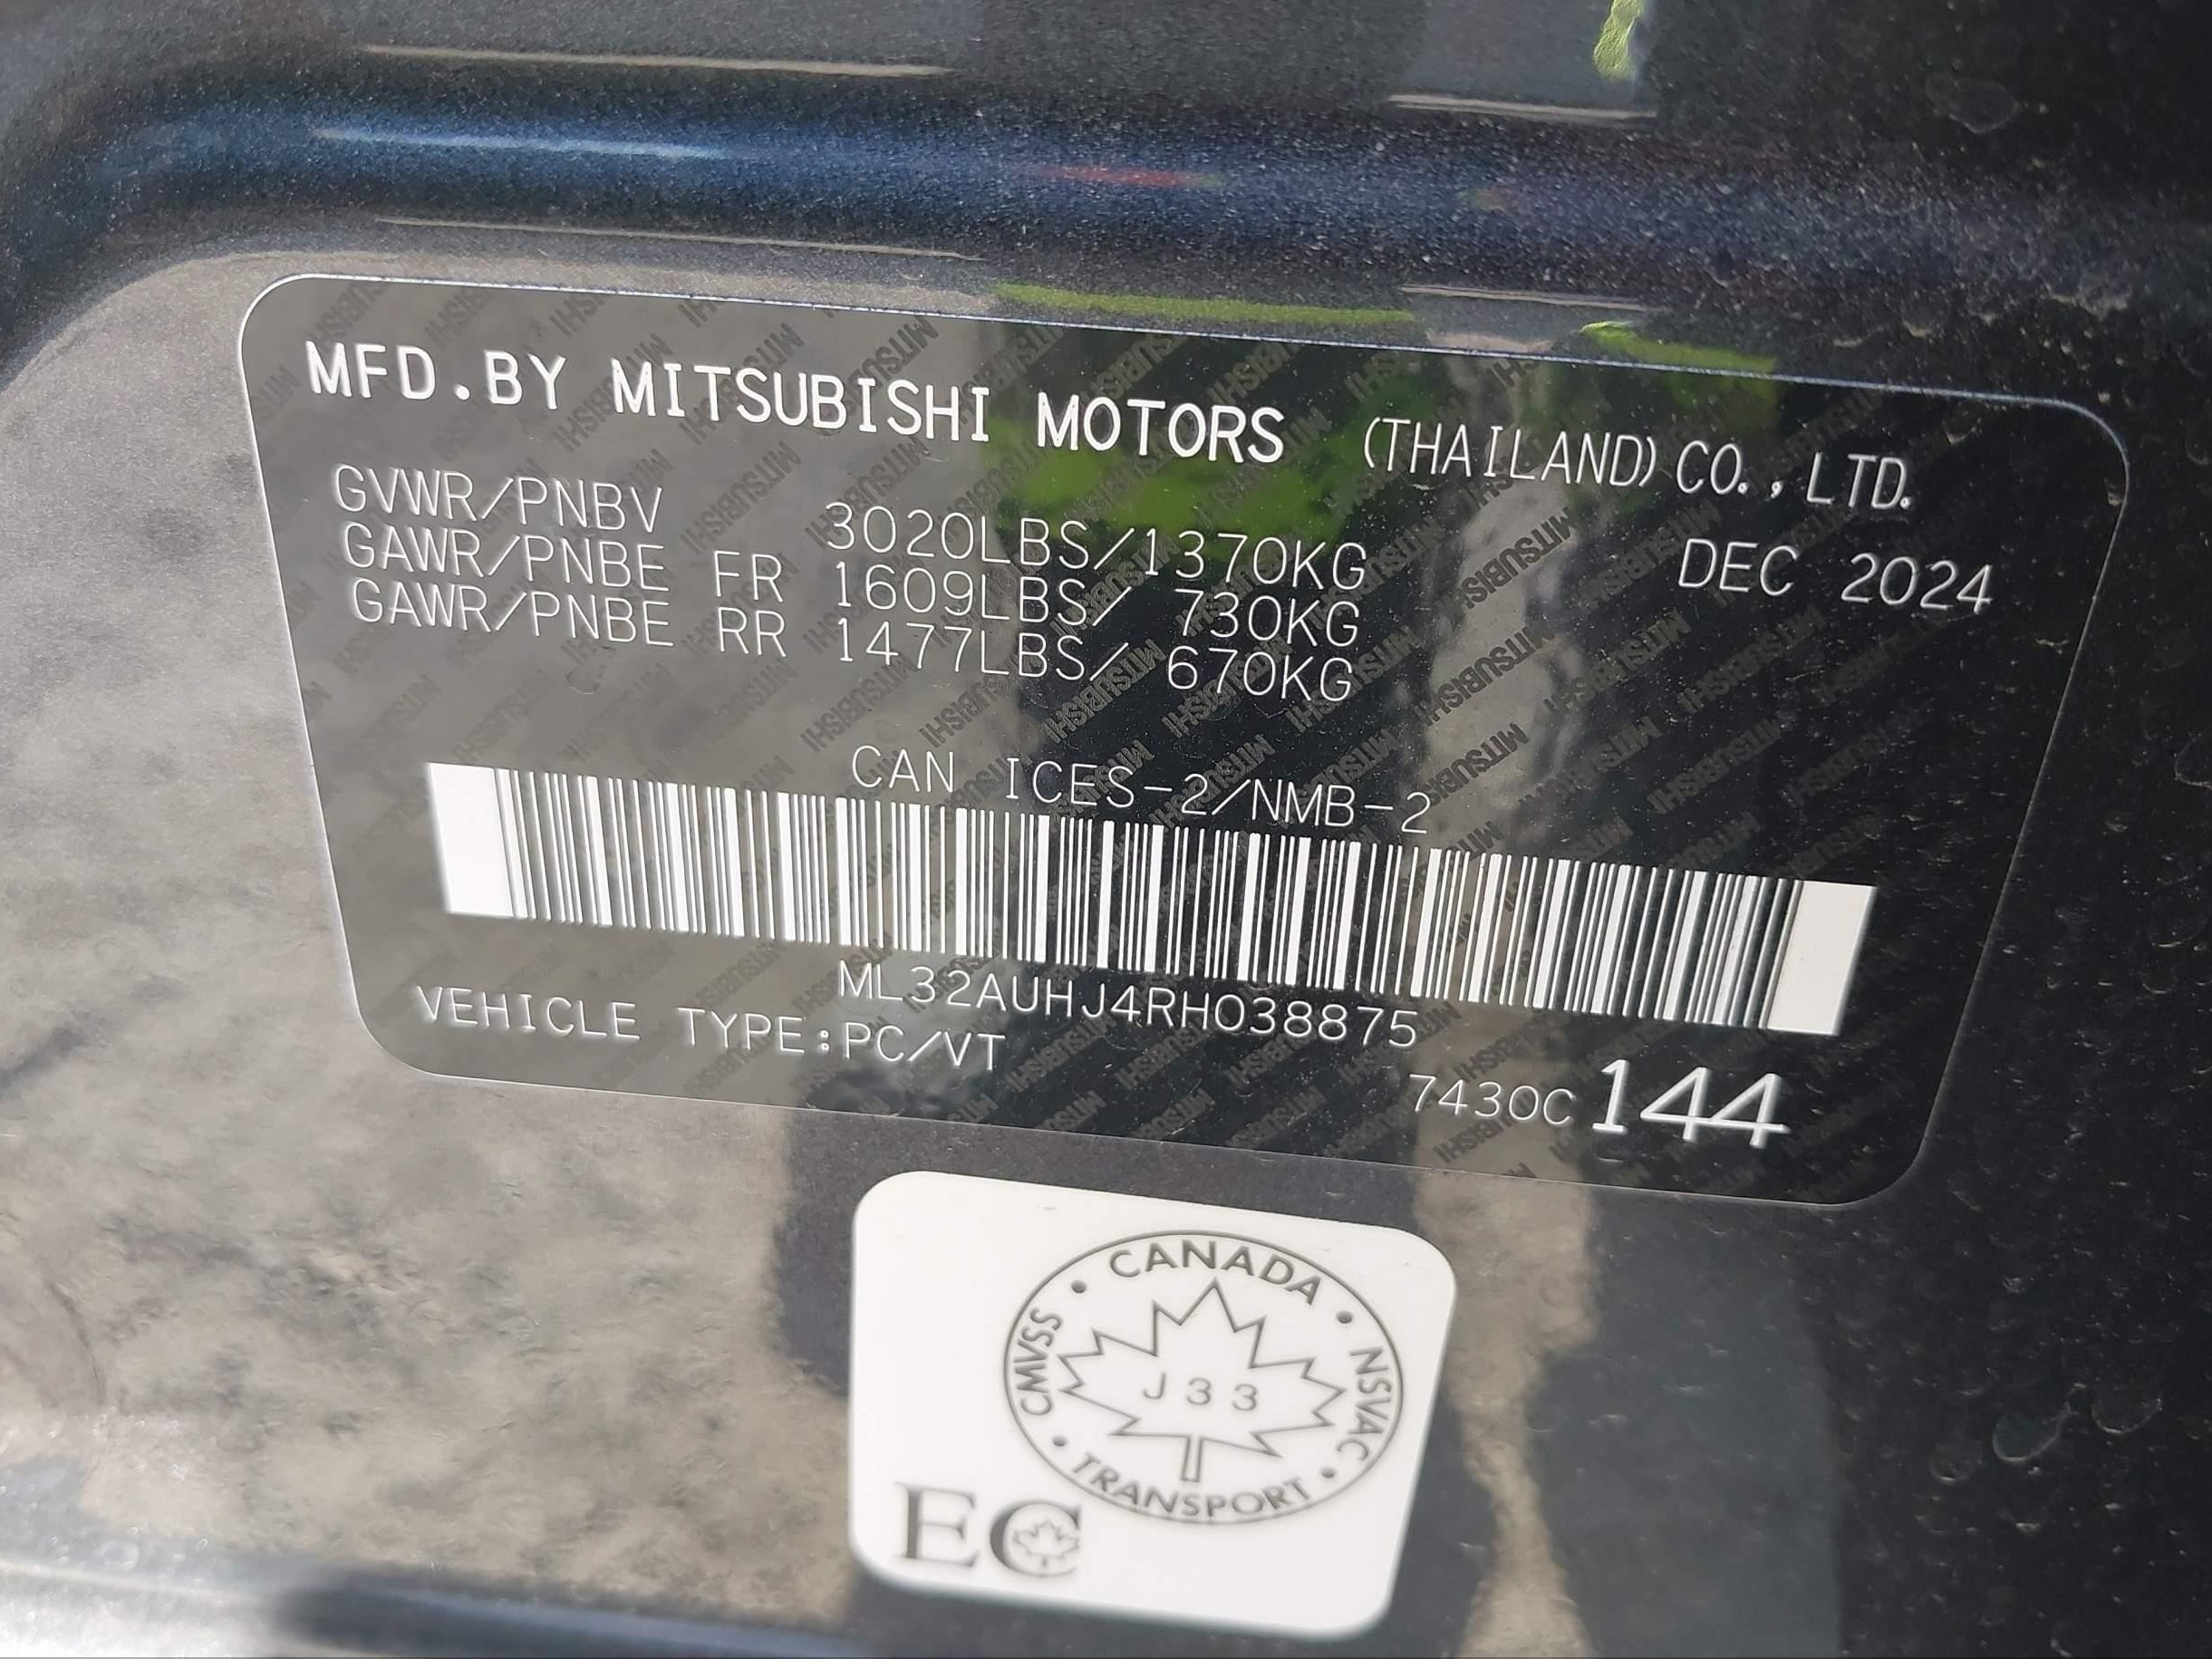 MFD.BY MITSUBISHI MOTORS (THAILAND) CO., LTD.
GVWR/PNBV 3020LBS/1370KG DEC 2024
GAWR/PNBE FR 1609LBS/ 730KG
GAWR/PNBE RR 1477LBS/ 670KG
CAN ICES-2/NMB-2
ML32AUHJ4RH038875
VEHICLE TYPE:PC/VT
7430C144
CANADA
CMVSS • NSVAC
J33
TRANSPORT
EC